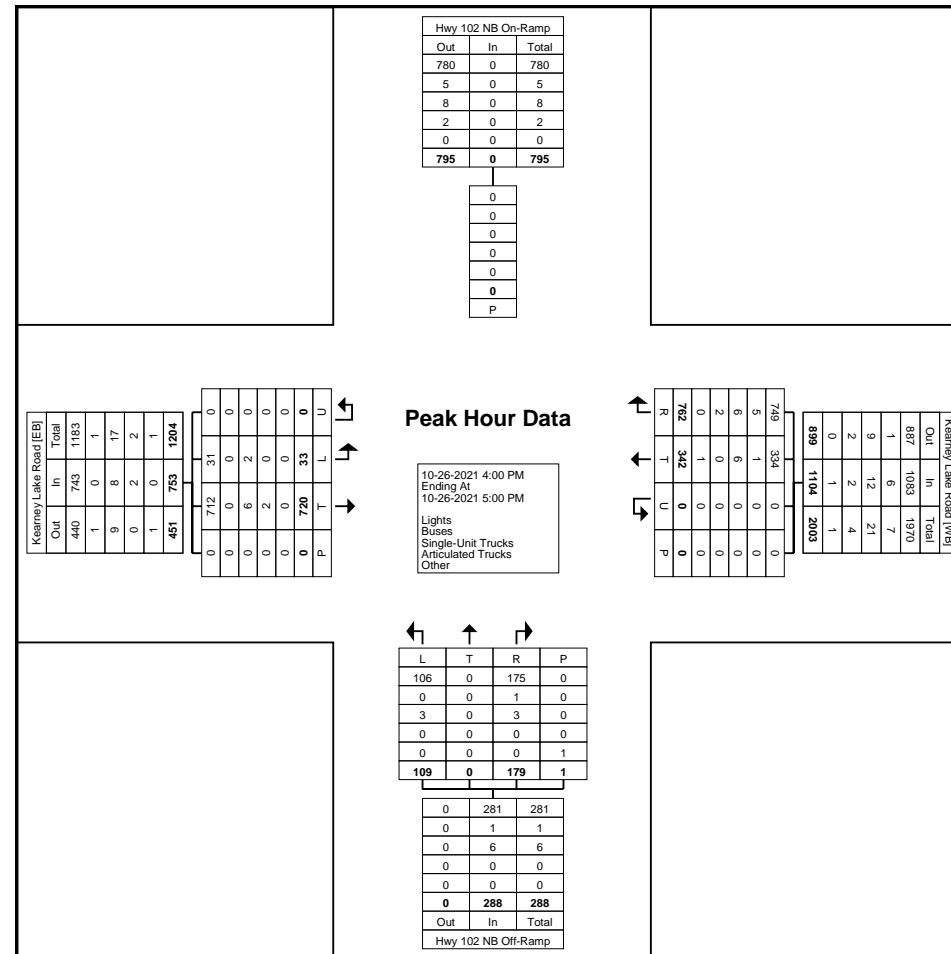 Hwy 102 NB On-Ramp
Out In Total
780 0 780
5 0 5
8 0 8
2 0 2
0 0 0
795 0 795
0
0
0
0
0
0
P
Kearney Lake Road [EB]
Out In Total
440 743 1183
1 0 1
9 8 17
0 2 2
1 0 1
451 753 1204
0 712 31 0
0 0 0 0
0 6 2 0
0 2 0 0
0 0 0 0
0 720 33 0
P T L U
Peak Hour Data
10-26-2021 4:00 PM
Ending At
10-26-2021 5:00 PM
Lights
Buses
Single-Unit Trucks
Articulated Trucks
Other
Kearney Lake Road [WB]
Out In Total
887 1083 1970
1 6 7
9 12 21
2 2 4
0 1 1
899 1104 2003
749 334 0 0
5 1 0 0
6 6 0 0
2 0 0 0
0 1 0 0
762 342 0 0
R T U P
L T R P
106 0 175 0
0 0 1 0
3 0 3 0
0 0 0 0
0 0 0 1
109 0 179 1
0 281 281
0 1 1
0 6 6
0 0 0
0 0 0
0 288 288
Out In Total
Hwy 102 NB Off-Ramp